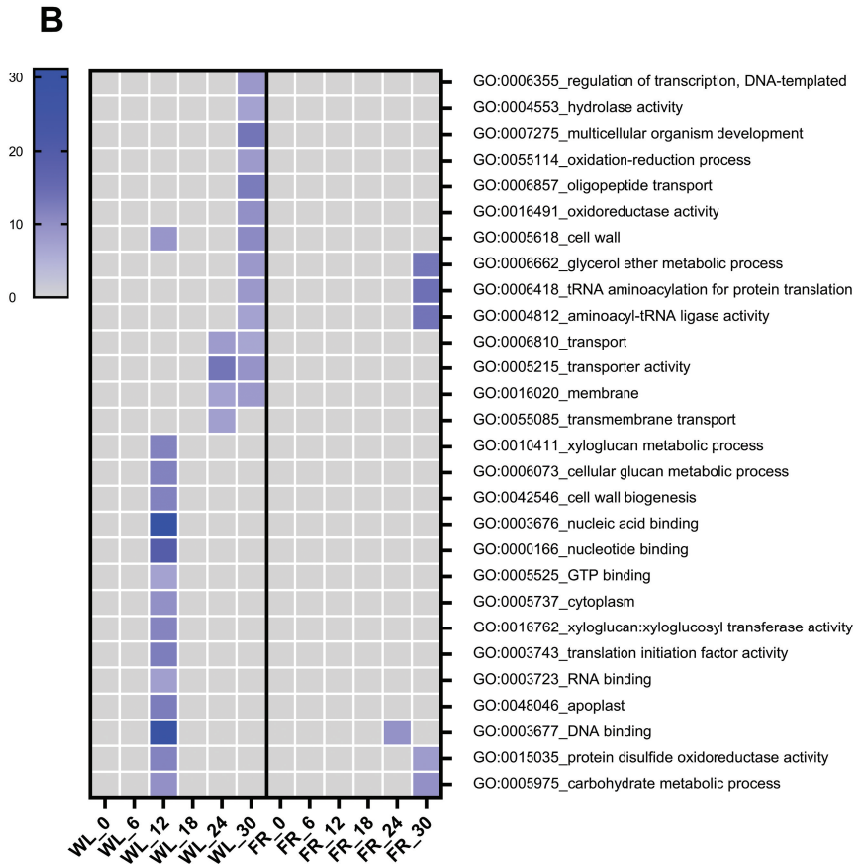 B
30
20
10
0
GO:0006355_regulation of transcription, DNA-templated
GO:0004553_hydrolase activity
GO:0007275_multicellular organism development
GO:0055114_oxidation-reduction process
GO:0006857_oligopeptide transport
GO:0016491_oxidoreductase activity
GO:0005618_cell wall
GO:0006662_glycerol ether metabolic process
GO:0006418_tRNA aminoacylation for protein translation
GO:0004812_aminoacyl-tRNA ligase activity
GO:0006810_transport
GO:0005215_transporter activity
GO:0016020_membrane
GO:0055085_transmembrane transport
GO:0010411_xyloglucan metabolic process
GO:0006073_cellular glucan metabolic process
GO:0042546_cell wall biogenesis
GO:0003676_nucleic acid binding
GO:0000166_nucleotide binding
GO:0005525_GTP binding
GO:0005737_cytoplasm
GO:0016762_xyloglucan:xyloglucosyl transferase activity
GO:0003743_translation initiation factor activity
GO:0003723_RNA binding
GO:0048046_apoplast
GO:0003677_DNA binding
GO:0015035_protein disulfide oxidoreductase activity
GO:0005975_carbohydrate metabolic process
WL_0 WL_6 WL_12 WL_18 WL_24 WL_30 FR_0 FR_6 FR_12 FR_18 FR_24 FR_30